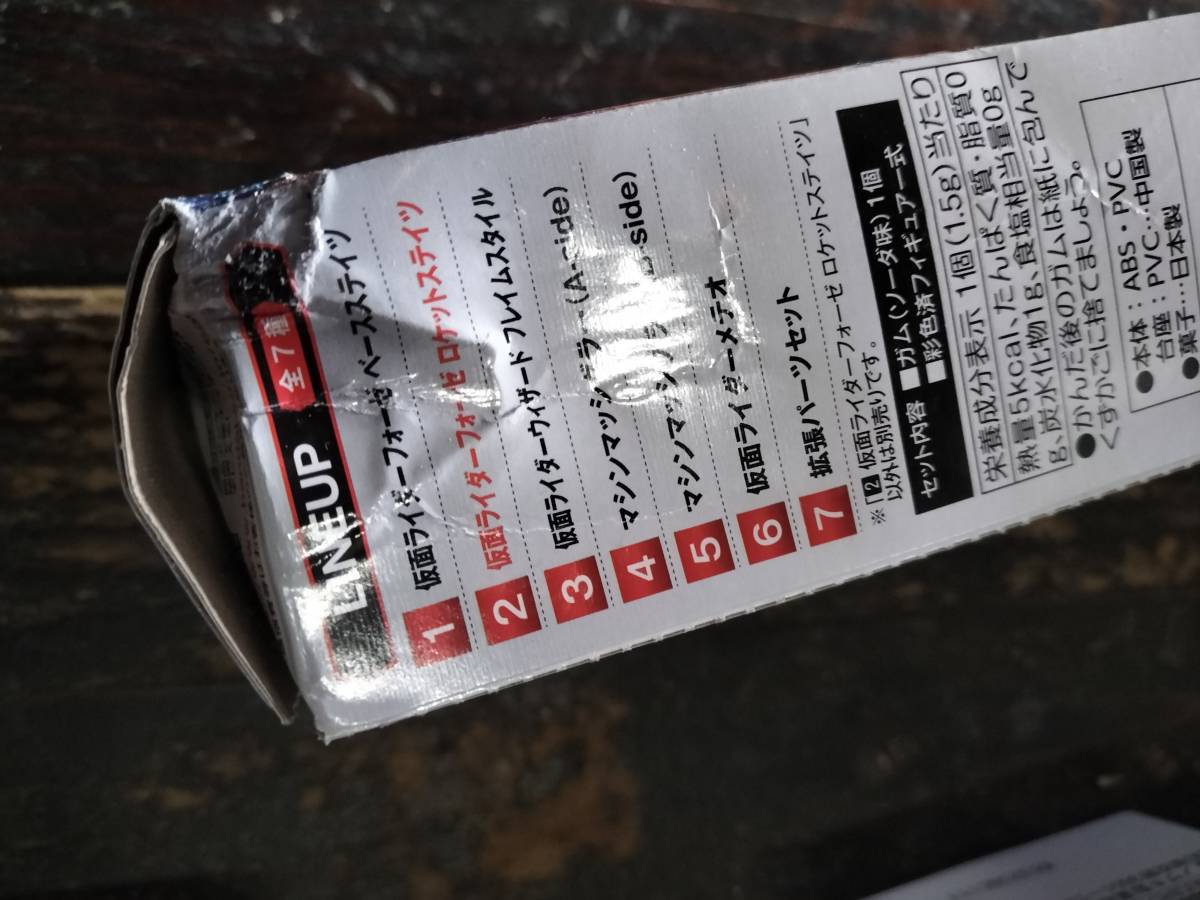 LINEUP 全7種
1 仮面ライダーフォーゼ ベースステイツ
2 仮面ライダーフォーゼ ロケットステイツ
3 仮面ライダーウィザード フレイムスタイル
4 マシンマッシグラー (A-side)
5 マシンマッシグラー
6 仮面ライダーメテオ
7 拡張パーツセット
※「2 仮面ライダーフォーゼ ロケットステイツ」
以外は別売りです。
セット内容 ■ガム(ソーダ味)1個
■彩色済フィギュア一式
栄養成分表示 1個(1.5g)当たり
熱量5kcal、たんぱく質・脂質0
g、炭水化物1g、食塩相当量0g
●かんだ後のガムは紙に包んで
くずかごに捨てましょう。
●本体:ABS・PVC
台座:PVC…中国製
●菓子…日本製